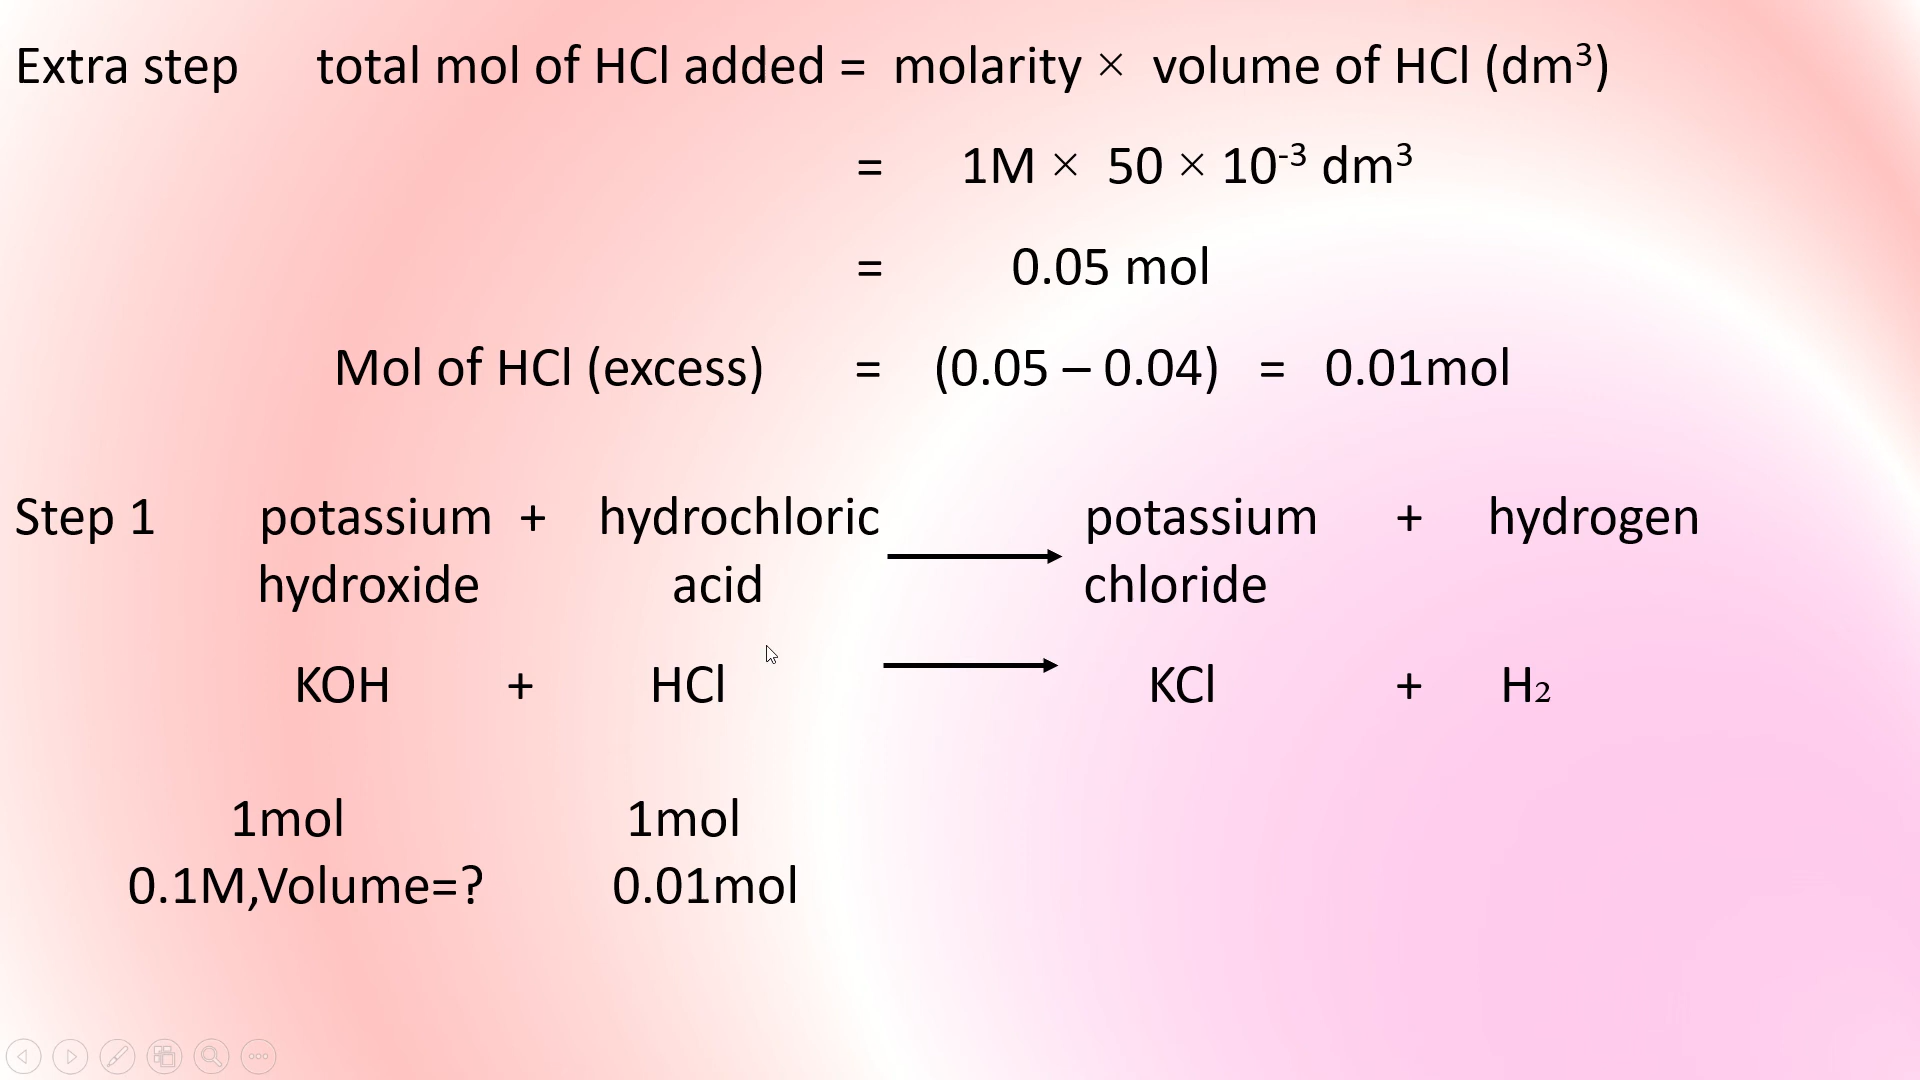 Extra step total mol of HCl added = molarity × volume of HCl (dm³)
= 1M × 50 × 10⁻³ dm³
= 0.05 mol
Mol of HCl (excess) = (0.05 – 0.04) = 0.01mol
Step 1 potassium + hydrochloric potassium + hydrogen
hydroxide acid chloride
KOH + HCl KCl + H₂
1mol 1mol
0.1M,Volume=? 0.01mol